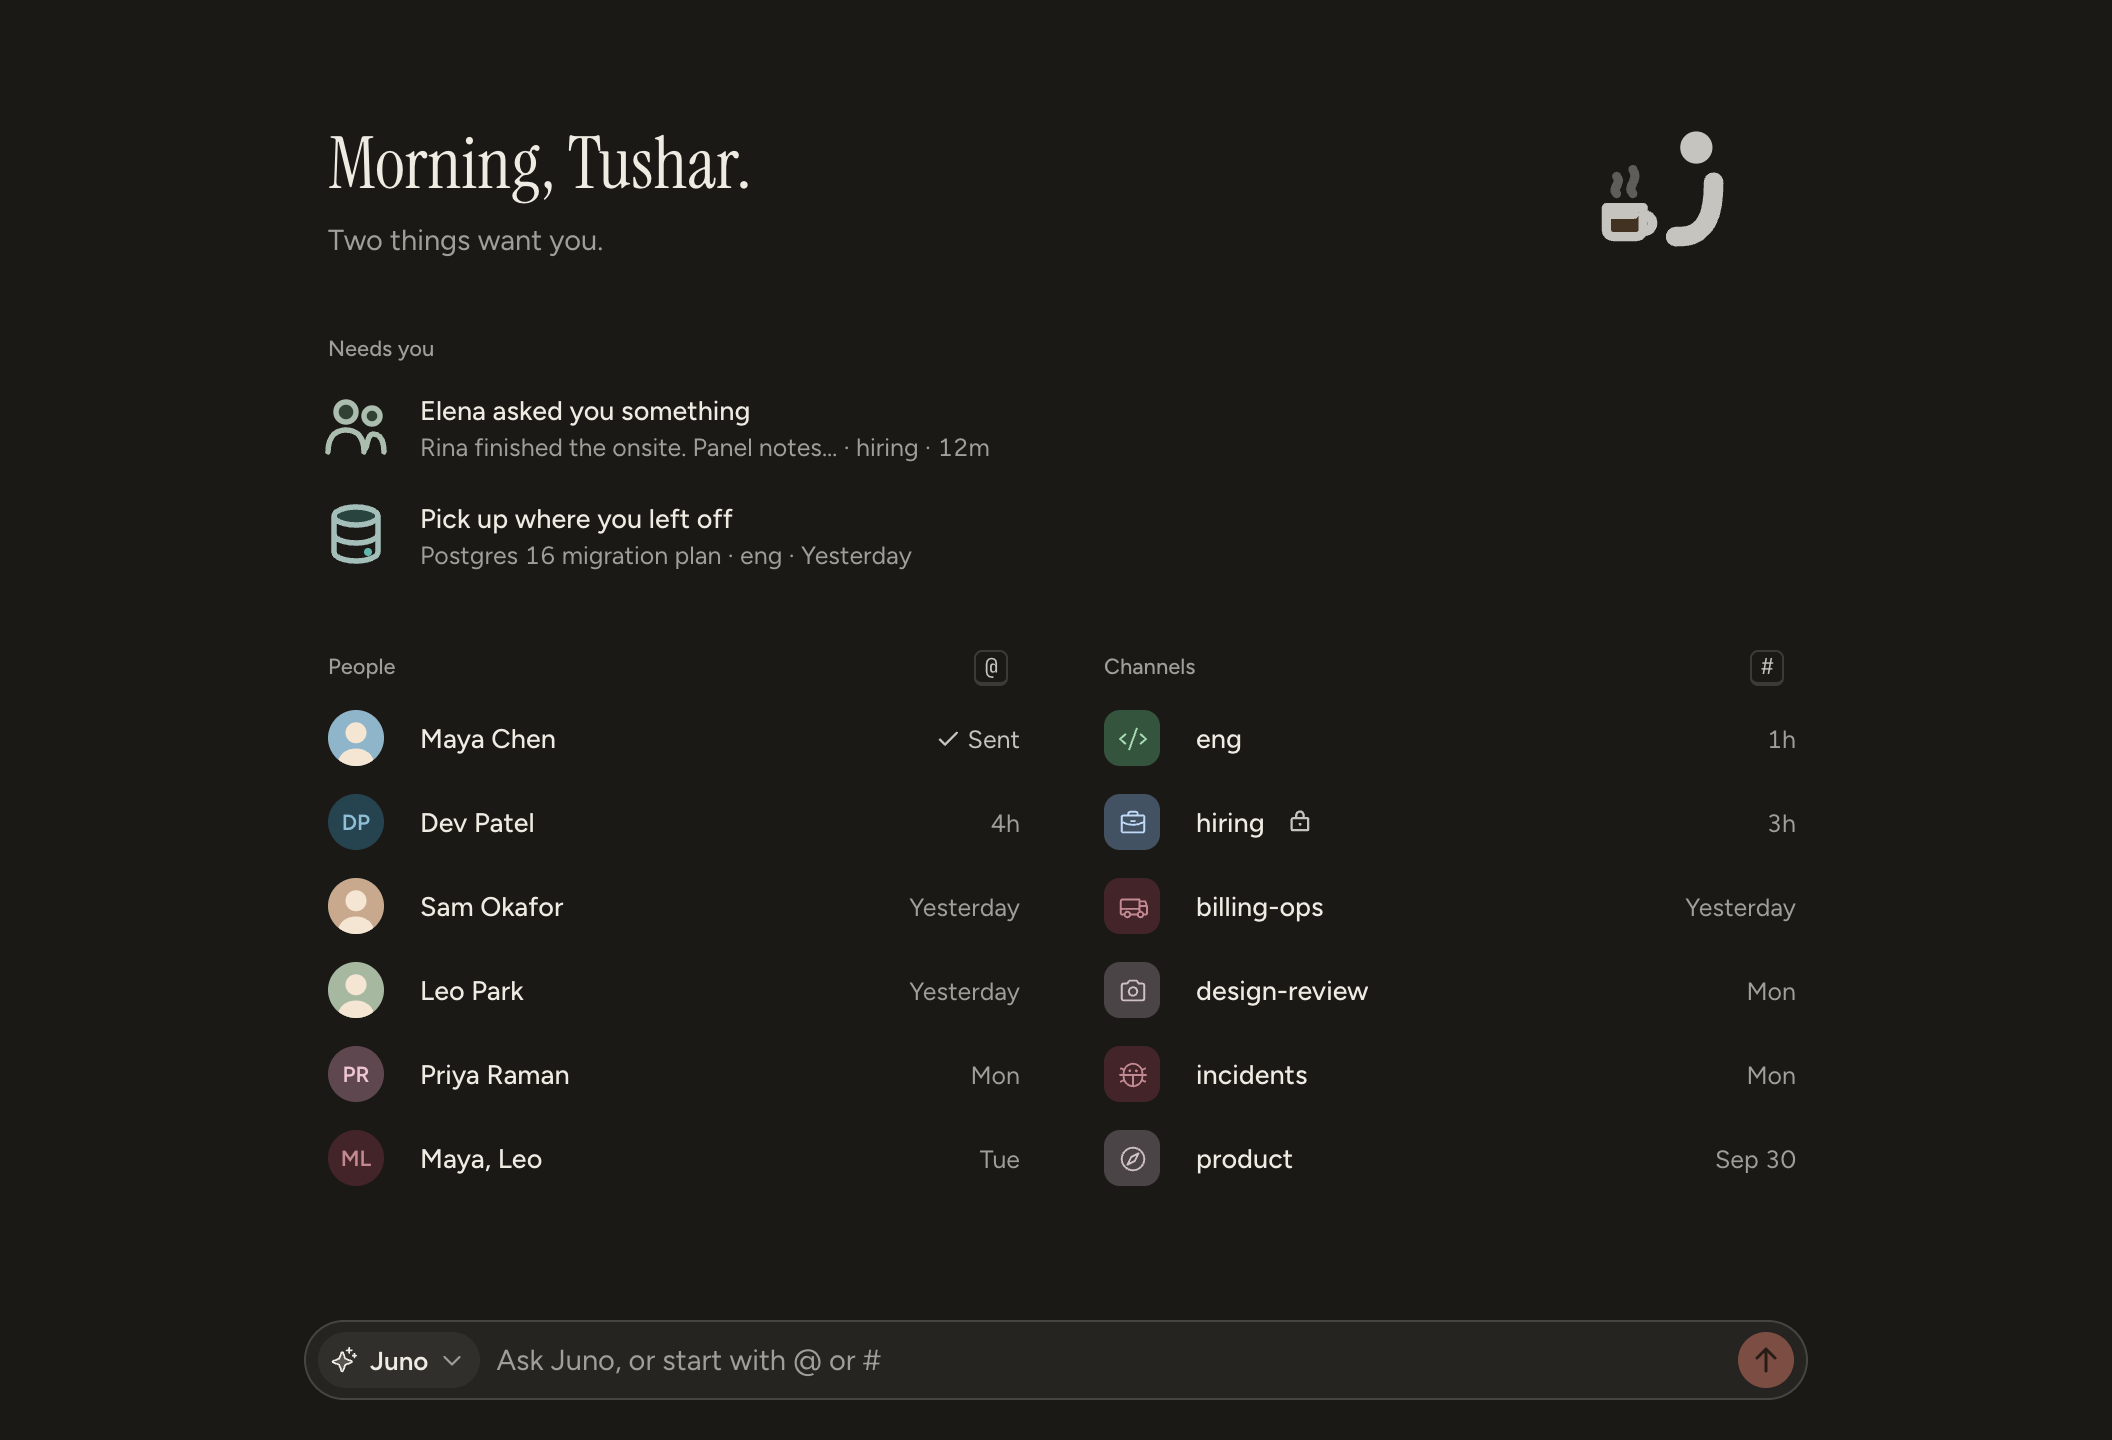 Morning, Tushar.
Two things want you.
Needs you
Elena asked you something
Rina finished the onsite. Panel notes... · hiring · 12m
Pick up where you left off
Postgres 16 migration plan · eng · Yesterday
People @
Maya Chen Sent
DP Dev Patel 4h
Sam Okafor Yesterday
Leo Park Yesterday
PR Priya Raman Mon
ML Maya, Leo Tue
Channels #
</> eng 1h
hiring 3h
billing-ops Yesterday
design-review Mon
incidents Mon
product Sep 30
Juno Ask Juno, or start with @ or #